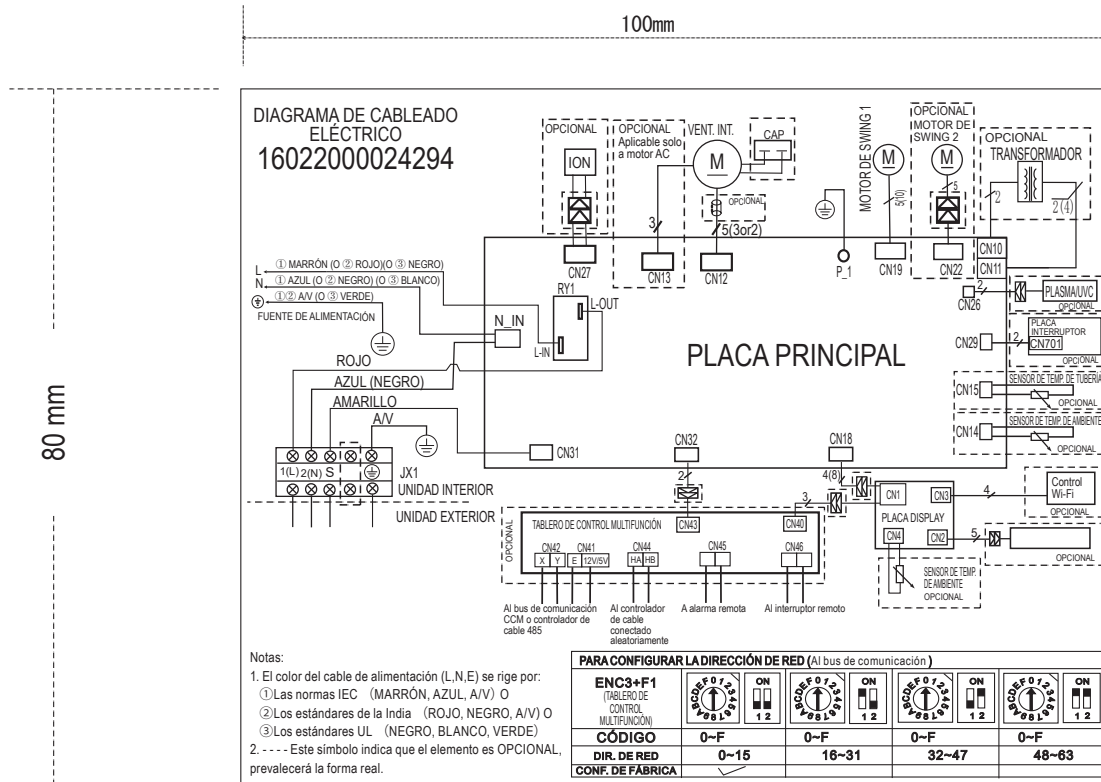 100mm
80 mm
DIAGRAMA DE CABLEADO
ELÉCTRICO
16022000024294
OPCIONAL
ION
CN27
OPCIONAL
Aplicable solo
a motor AC
3
CN13
VENT. INT.
M
CAP
OPCIONAL
5(3or2)
CN12
P_1
MOTOR DE SWING 1
M
5(10)
CN19
OPCIONAL
MOTOR DE
SWING 2
M
5
CN22
OPCIONAL
TRANSFORMADOR
2
2(4)
CN10
CN11
L
① MARRÓN (O ② ROJO)(O ③ NEGRO)
N
① AZUL (O ② NEGRO) (O ③ BLANCO)
①② A/V (O ③ VERDE)
FUENTE DE ALIMENTACIÓN
N_IN
RY1
L-OUT
L-IN
PLACA PRINCIPAL
CN26
2
PLASMA/UVC
OPCIONAL
CN29
2
PLACA
INTERRUPTOR
CN701
OPCIONAL
CN15
SENSOR DE TEMP. DE TUBERÍA
OPCIONAL
CN14
SENSOR DE TEMP. DE AMBIENTE
OPCIONAL
ROJO
AZUL (NEGRO)
AMARILLO
A/V
CN31
1(L) 2(N) S
JX1
UNIDAD INTERIOR
UNIDAD EXTERIOR
CN32
2
CN18
4(8)
3
OPCIONAL
TABLERO DE CONTROL MULTIFUNCIÓN
CN43
CN40
CN42
X Y
CN41
E 12V/5V
CN44
HA HB
CN45
CN46
Al bus de comunicación
CCM o controlador de
cable 485
Al controlador
de cable
conectado
aleatoriamente
A alarma remota
Al interruptor remoto
CN1
CN3
PLACA DISPLAY
CN4
CN2
4
Control
Wi-Fi
OPCIONAL
5
OPCIONAL
SENSOR DE TEMP.
DE AMBIENTE
OPCIONAL
Notas:
1. El color del cable de alimentación (L,N,E) se rige por:
①Las normas IEC (MARRÓN, AZUL, A/V) O
②Los estándares de la India (ROJO, NEGRO, A/V) O
③Los estándares UL (NEGRO, BLANCO, VERDE)
2. - - - - Este símbolo indica que el elemento es OPCIONAL,
prevalecerá la forma real.
PARA CONFIGURAR LA DIRECCIÓN DE RED (Al bus de comunicación )
ENC3+F1
(TABLERO DE
CONTROL
MULTIFUNCIÓN)
0123456789ABCDEF
ON
1 2
0123456789ABCDEF
ON
1 2
0123456789ABCDEF
ON
1 2
0123456789ABCDEF
ON
1 2
CÓDIGO 0~F 0~F 0~F 0~F
DIR. DE RED 0~15 16~31 32~47 48~63
CONF. DE FÁBRICA